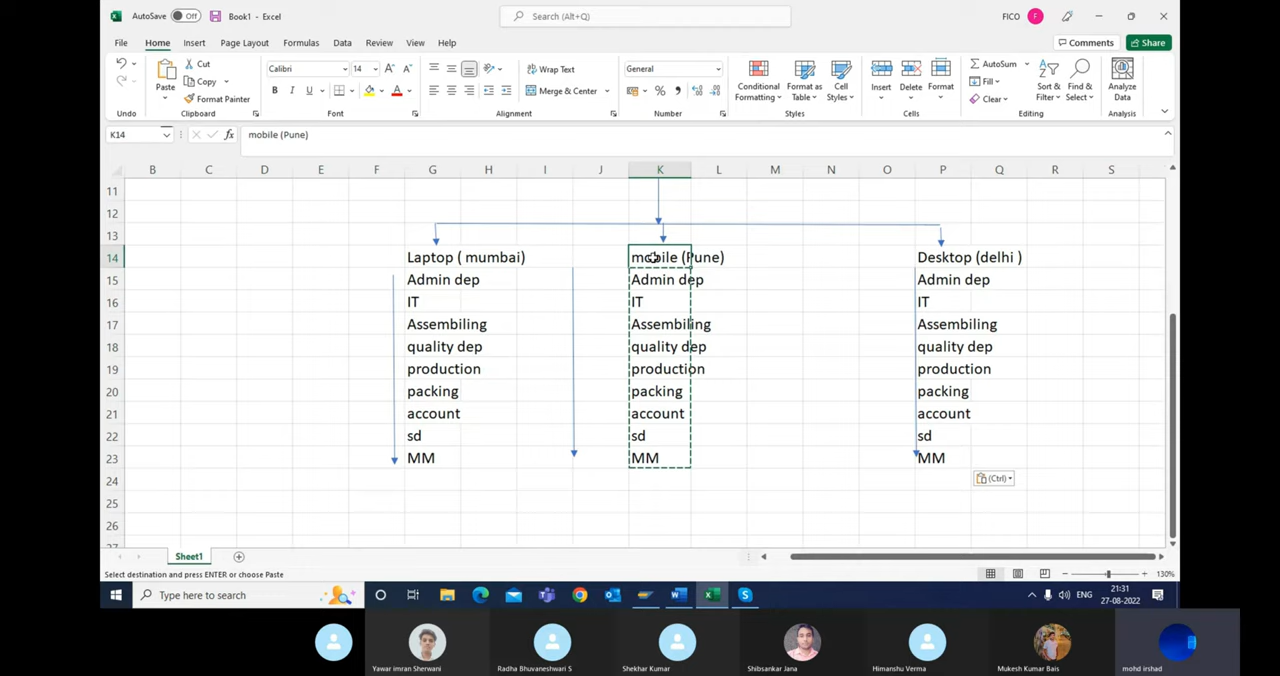 AutoSave Off Book1 - Excel Search (Alt+Q) FICO F
File Home Insert Page Layout Formulas Data Review View Help Comments Share
Paste Cut Copy Format Painter Calibri 14 Wrap Text Merge & Center General Conditional Formatting Format as Table Cell Styles Insert Delete Format AutoSum Fill Clear Sort & Filter Find & Select Analyze Data
Undo Clipboard Font Alignment Number Styles Cells Editing Analysis
K14 fx mobile (Pune)
B C D E F G H I J K L M N O P Q R S
11
12
13
14 Laptop ( mumbai) mobile (Pune) Desktop (delhi )
15 Admin dep Admin dep Admin dep
16 IT IT IT
17 Assembiling Assembiling Assembiling
18 quality dep quality dep quality dep
19 production production production
20 packing packing packing
21 account account account
22 sd sd sd
23 MM MM MM
24 (Ctrl)
25
26
27
Sheet1
Select destination and press ENTER or choose Paste 130%
Type here to search ENG 21:31
27-08-2022
Yawar imran Sherwani Radha Bhuvaneshwari S Shekhar Kumar Shibsankar Jana Himanshu Verma Mukesh Kumar Bais mohd irshad